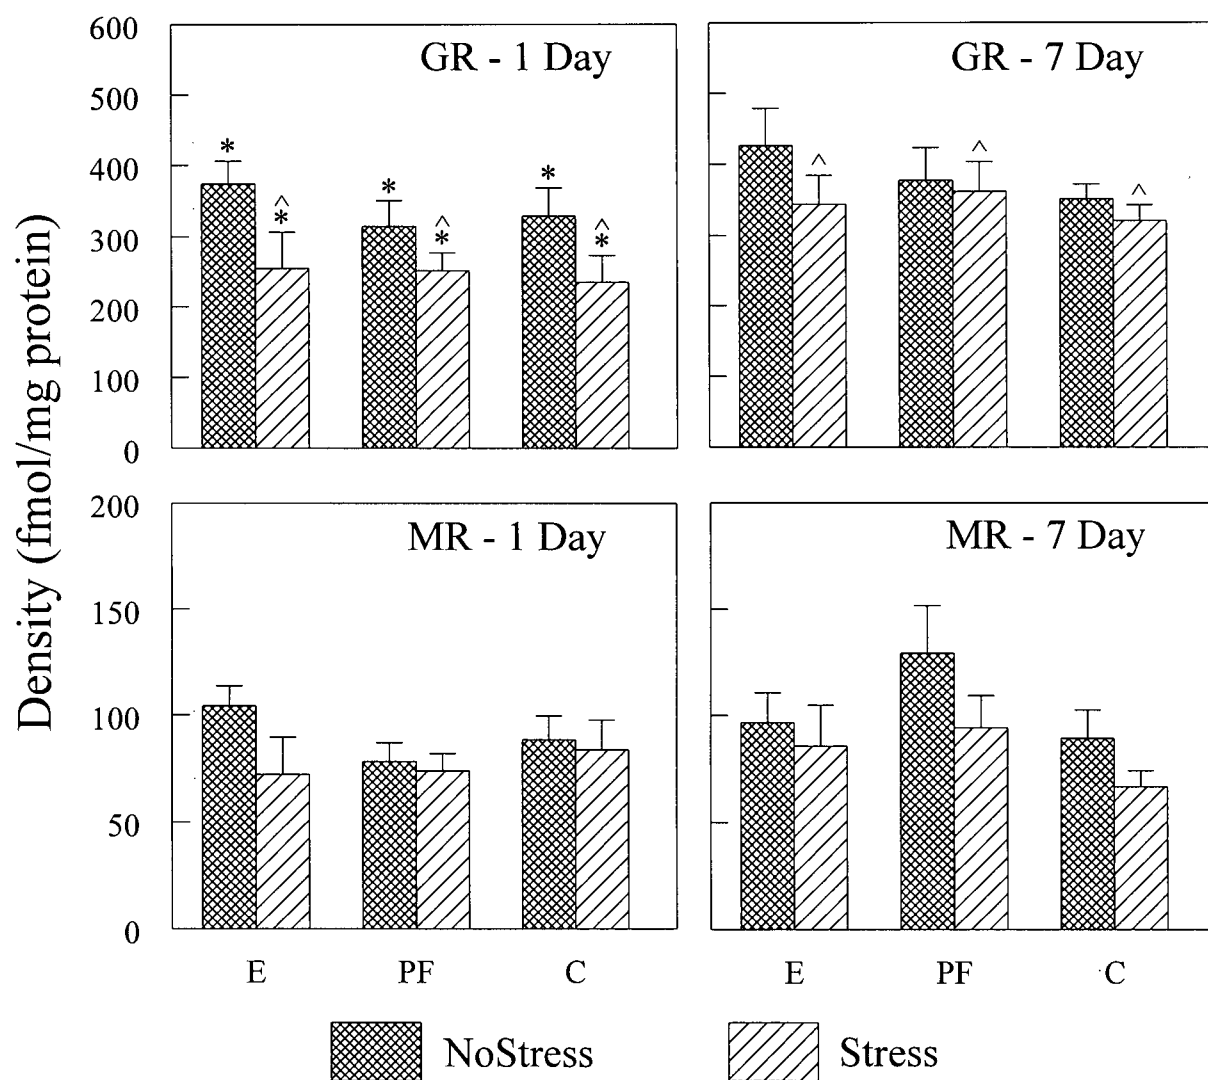 GR - 1 Day
GR - 7 Day
600
500
400
300
200
100
0
* ^ * * ^ * * ^ *
^ ^ ^
Density (fmol/mg protein)
MR - 1 Day
MR - 7 Day
200
150
100
50
0
E PF C
E PF C
NoStress
Stress